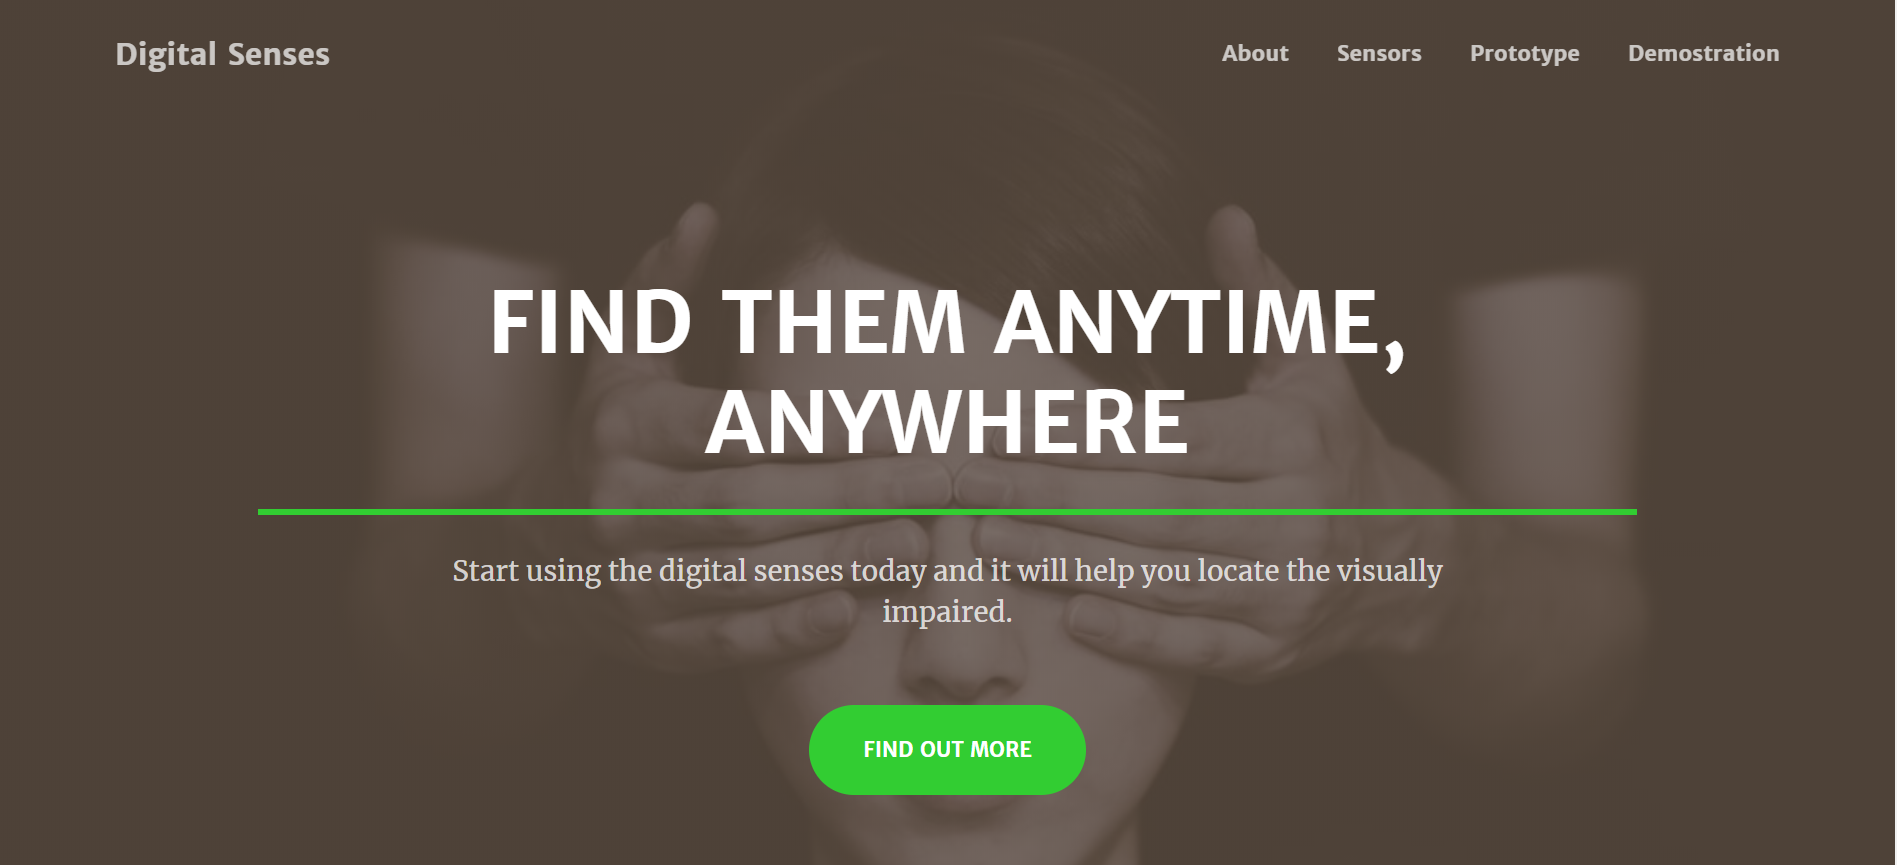 Digital Senses
About Sensors Prototype Demostration
FIND THEM ANYTIME,
ANYWHERE
Start using the digital senses today and it will help you locate the visually
impaired.
FIND OUT MORE